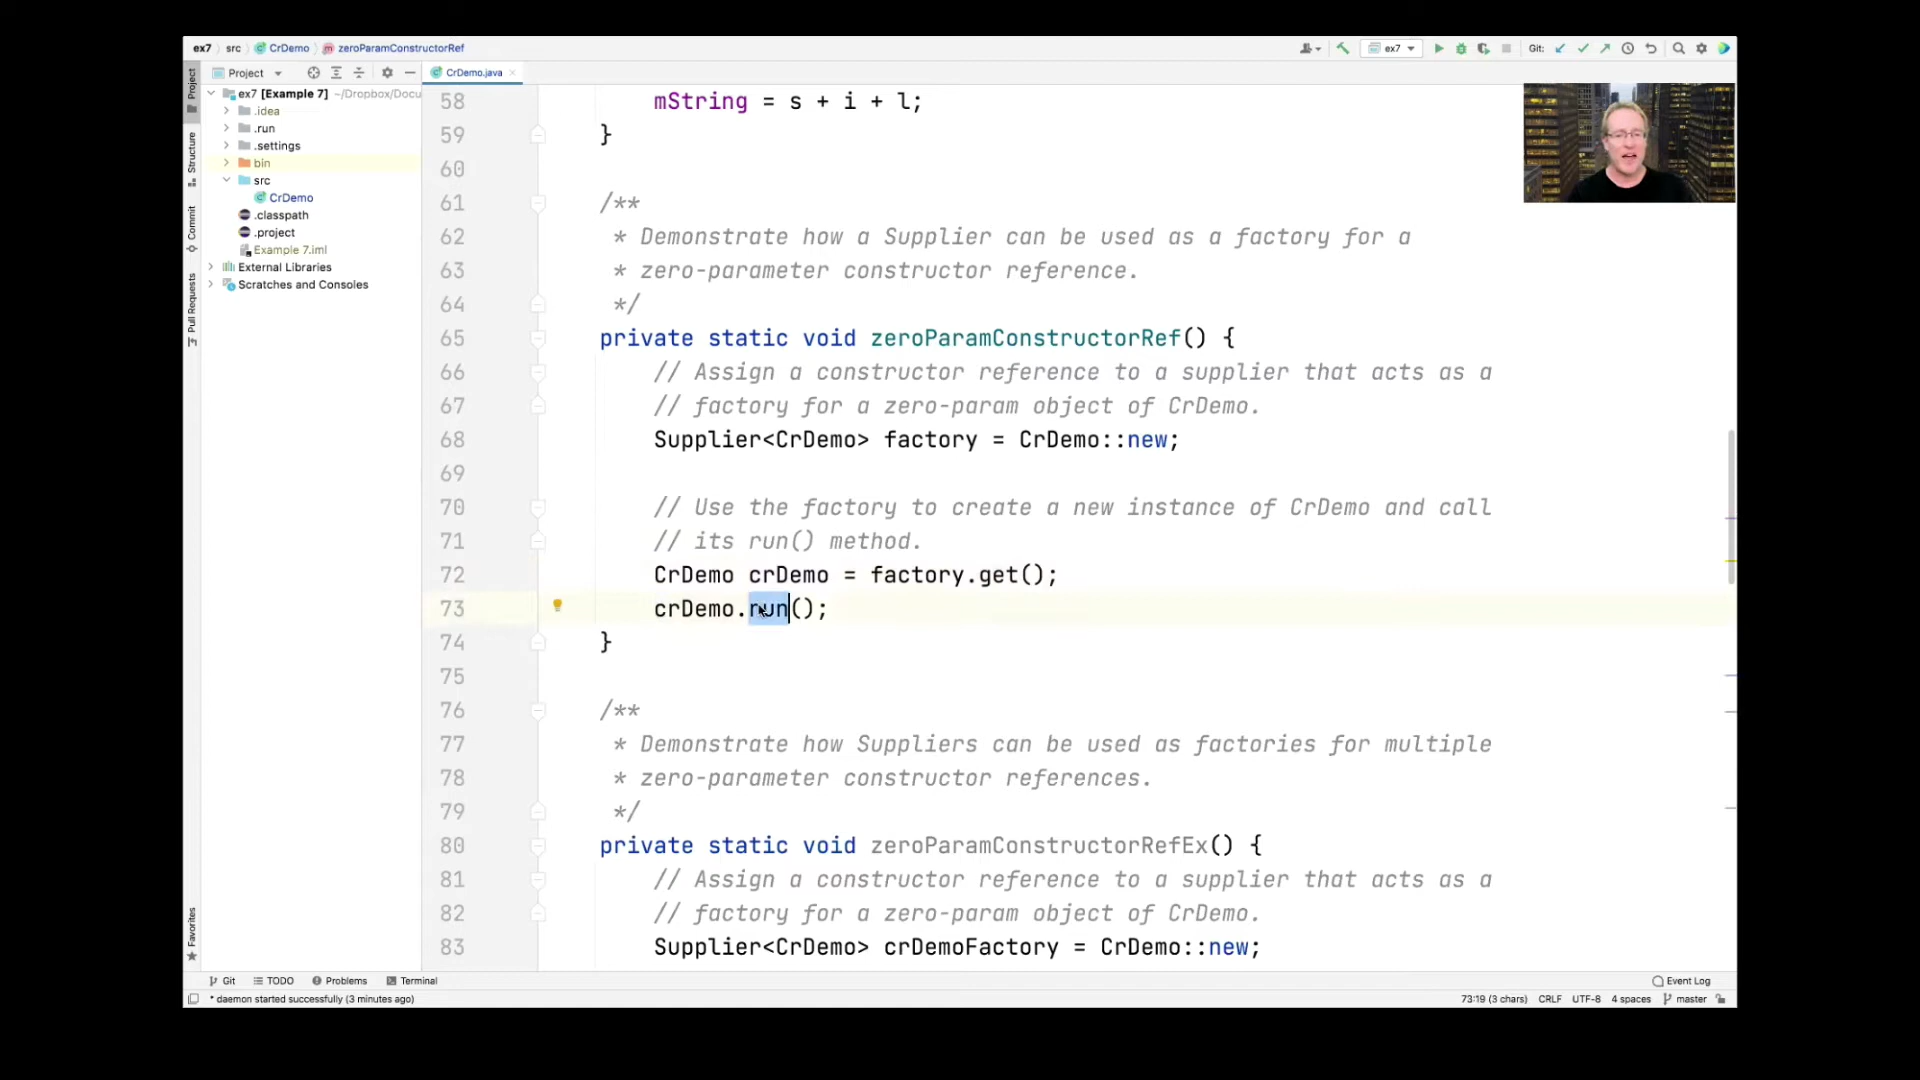 ex7 src CrDemo zeroParamConstructorRef
ex7 Git:
Project CrDemo.java
Project
Structure
Commit
Pull Requests
Favorites
ex7 [Example 7] ~/Dropbox/Docu
.idea
.run
.settings
bin
src
CrDemo
.classpath
.project
Example 7.iml
External Libraries
Scratches and Consoles
58 mString = s + i + l;
59 }
60
61 /**
62 * Demonstrate how a Supplier can be used as a factory for a
63 * zero-parameter constructor reference.
64 */
65 private static void zeroParamConstructorRef() {
66 // Assign a constructor reference to a supplier that acts as a
67 // factory for a zero-param object of CrDemo.
68 Supplier<CrDemo> factory = CrDemo::new;
69
70 // Use the factory to create a new instance of CrDemo and call
71 // its run() method.
72 CrDemo crDemo = factory.get();
73 crDemo.run();
74 }
75
76 /**
77 * Demonstrate how Suppliers can be used as factories for multiple
78 * zero-parameter constructor references.
79 */
80 private static void zeroParamConstructorRefEx() {
81 // Assign a constructor reference to a supplier that acts as a
82 // factory for a zero-param object of CrDemo.
83 Supplier<CrDemo> crDemoFactory = CrDemo::new;
Git TODO Problems Terminal Event Log
* daemon started successfully (3 minutes ago) 73:19 (3 chars) CRLF UTF-8 4 spaces master